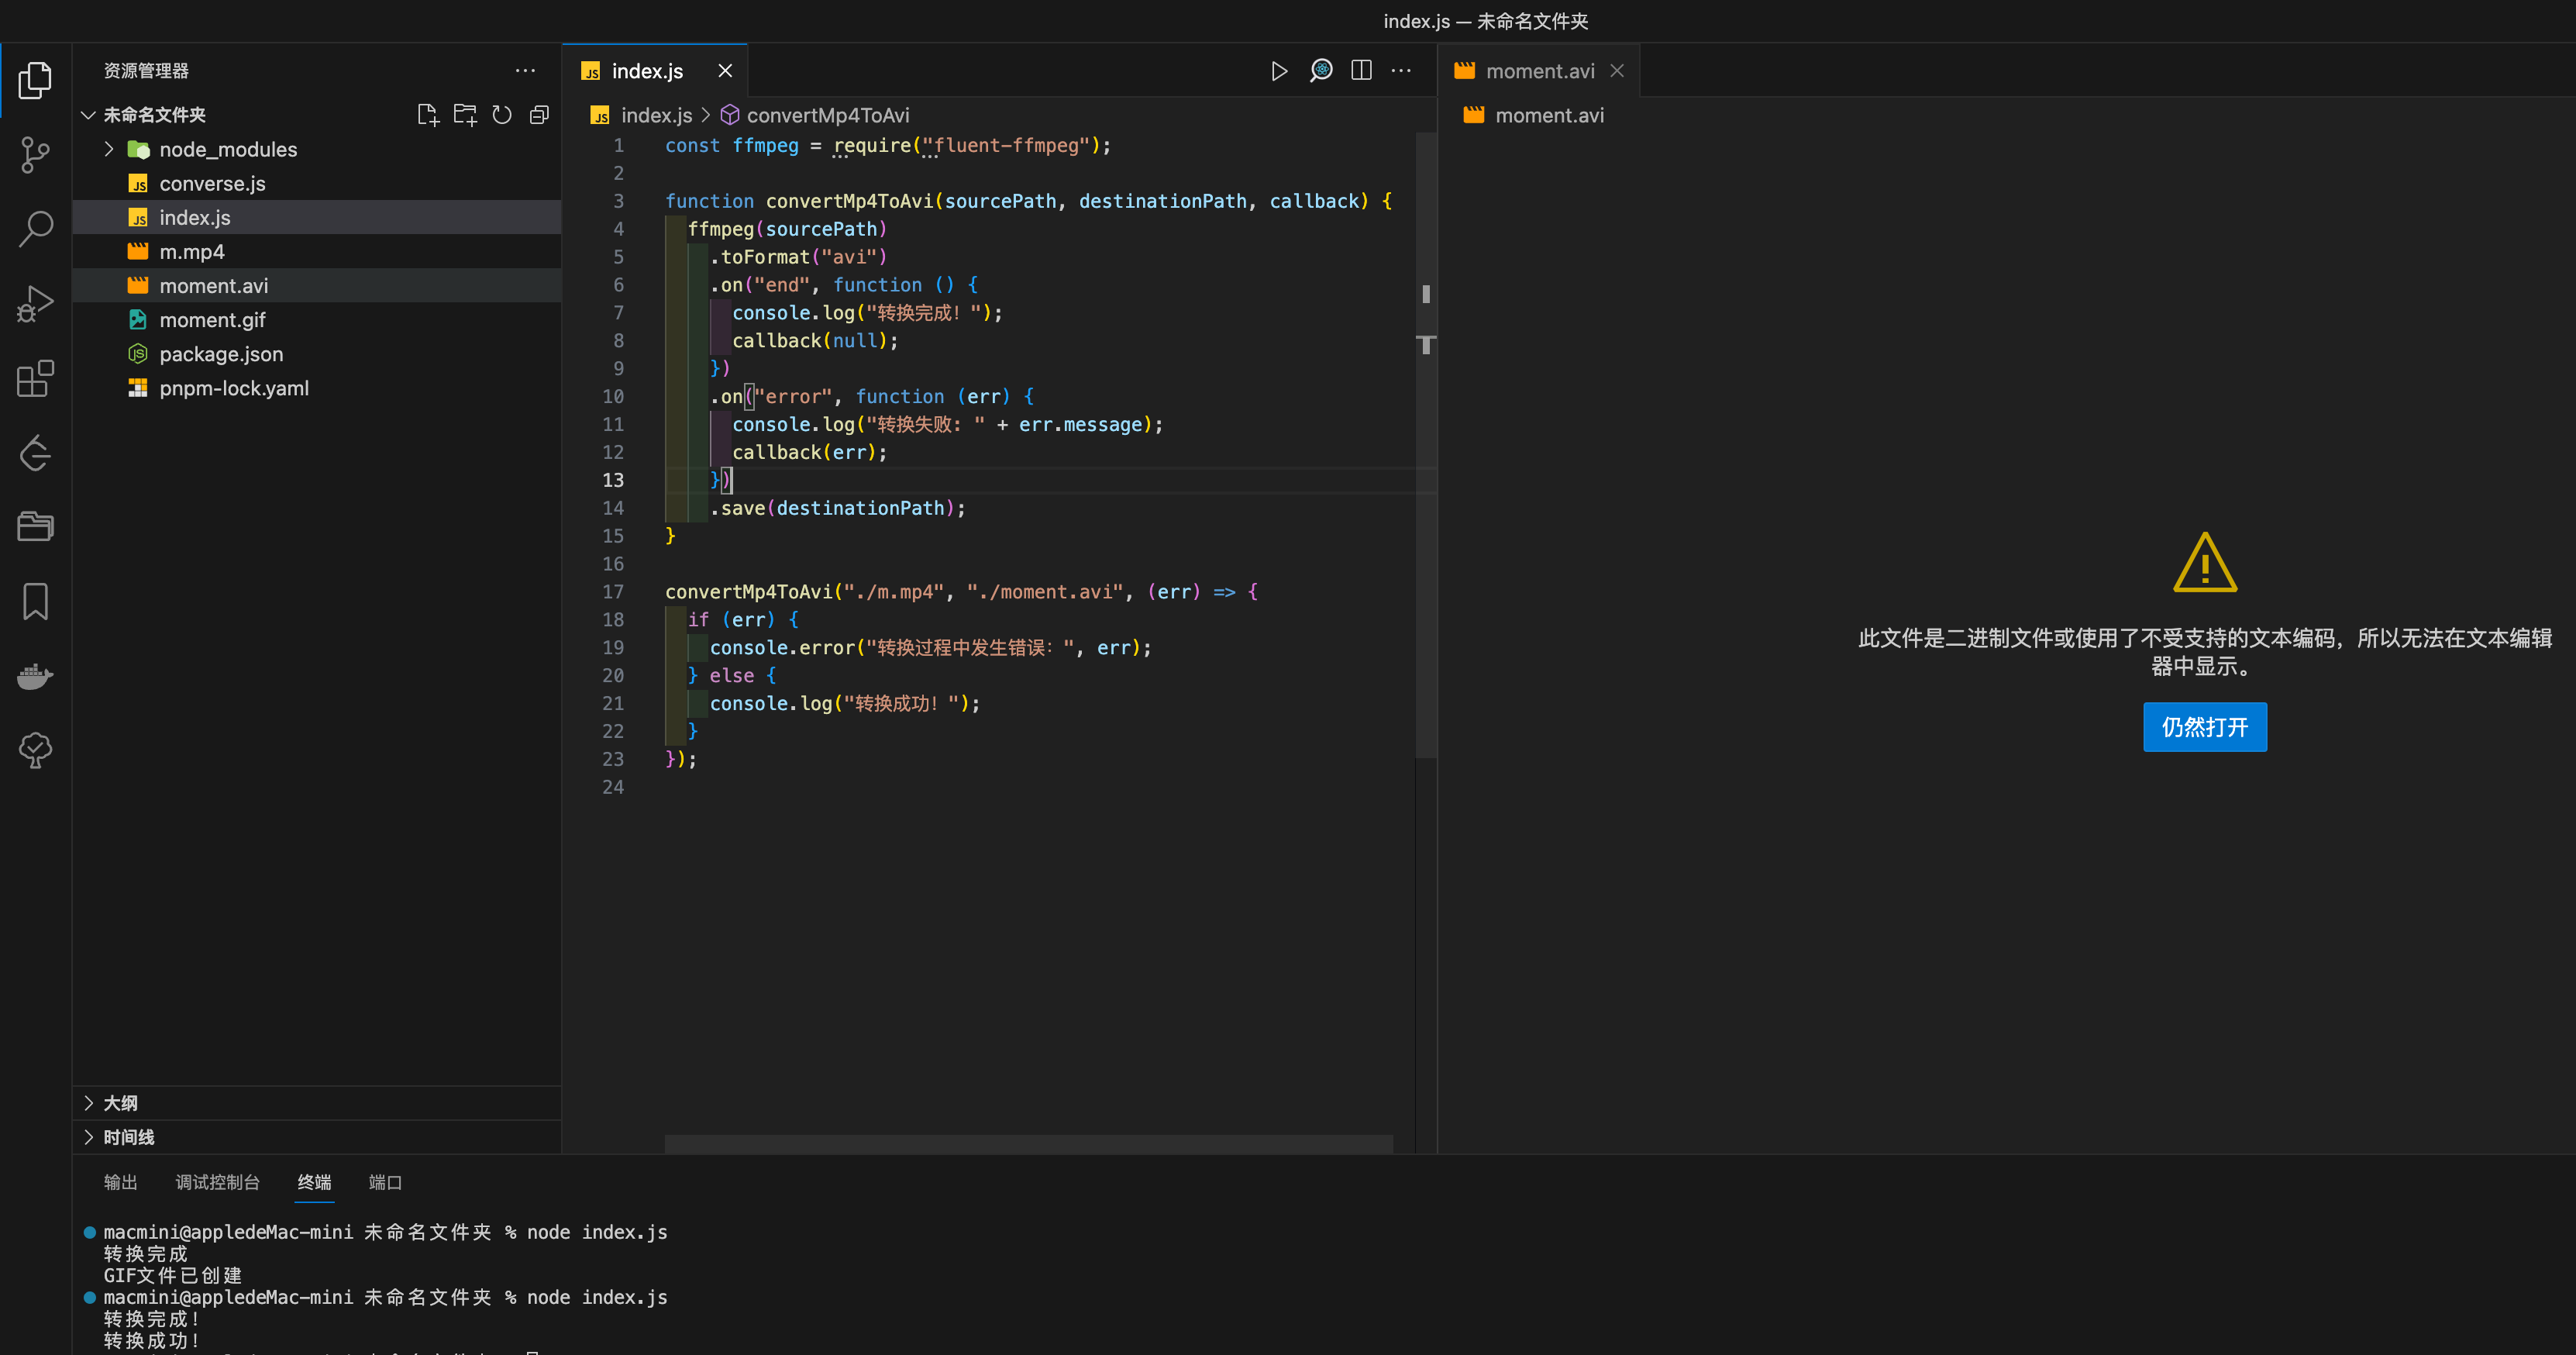 index.js — 未命名文件夹
资源管理器
未命名文件夹
node_modules
converse.js
index.js
m.mp4
moment.avi
moment.gif
package.json
pnpm-lock.yaml
大纲
时间线
index.js
index.js > convertMp4ToAvi
1 const ffmpeg = require("fluent-ffmpeg");
2
3 function convertMp4ToAvi(sourcePath, destinationPath, callback) {
4 ffmpeg(sourcePath)
5 .toFormat("avi")
6 .on("end", function () {
7 console.log("转换完成！");
8 callback(null);
9 })
10 .on("error", function (err) {
11 console.log("转换失败: " + err.message);
12 callback(err);
13 })
14 .save(destinationPath);
15 }
16
17 convertMp4ToAvi("./m.mp4", "./moment.avi", (err) => {
18 if (err) {
19 console.error("转换过程中发生错误：", err);
20 } else {
21 console.log("转换成功！");
22 }
23 });
24
moment.avi
moment.avi
此文件是二进制文件或使用了不受支持的文本编码，所以无法在文本编辑
器中显示。
仍然打开
输出 调试控制台 终端 端口
macmini@appledeMac-mini 未命名文件夹 % node index.js
转换完成
GIF文件已创建
macmini@appledeMac-mini 未命名文件夹 % node index.js
转换完成！
转换成功！